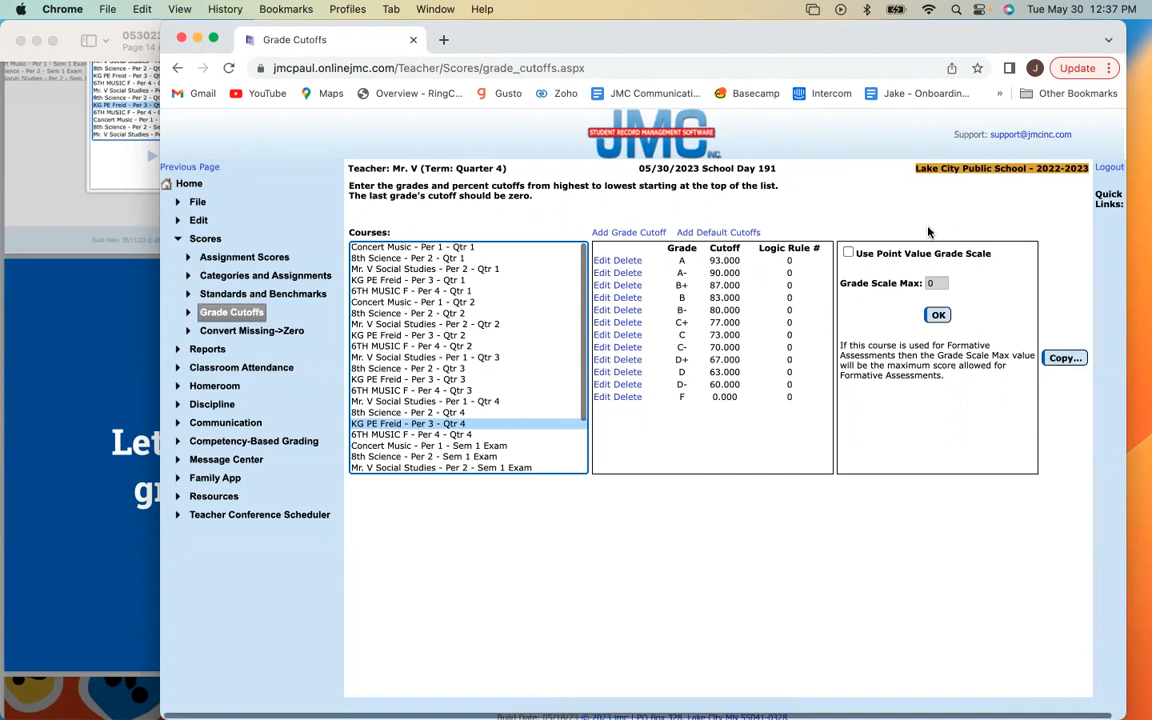 Chrome File Edit View History Bookmarks Profiles Tab Window Help Tue May 30 12:37 PM
053023
Page 14
Grade Cutoffs
jmcpaul.onlinejmc.com/Teacher/Scores/grade_cutoffs.aspx
Update
J
Gmail YouTube Maps Overview - RingC... Gusto Zoho JMC Communicati... Basecamp Intercom Jake - Onboardin... » Other Bookmarks
JMC
STUDENT RECORD MANAGEMENT SOFTWARE
INC.
Support: support@jmcinc.com
Previous Page
Home
File
Edit
Scores
Assignment Scores
Categories and Assignments
Standards and Benchmarks
Grade Cutoffs
Convert Missing->Zero
Reports
Classroom Attendance
Homeroom
Discipline
Communication
Competency-Based Grading
Message Center
Family App
Resources
Teacher Conference Scheduler
Teacher: Mr. V (Term: Quarter 4) 05/30/2023 School Day 191 Lake City Public School - 2022-2023
Logout
Quick
Links:
Enter the grades and percent cutoffs from highest to lowest starting at the top of the list.
The last grade's cutoff should be zero.
Courses:
Concert Music - Per 1 - Qtr 1
8th Science - Per 2 - Qtr 1
Mr. V Social Studies - Per 2 - Qtr 1
KG PE Freid - Per 3 - Qtr 1
6TH MUSIC F - Per 4 - Qtr 1
Concert Music - Per 1 - Qtr 2
8th Science - Per 2 - Qtr 2
Mr. V Social Studies - Per 2 - Qtr 2
KG PE Freid - Per 3 - Qtr 2
6TH MUSIC F - Per 4 - Qtr 2
Mr. V Social Studies - Per 1 - Qtr 3
8th Science - Per 2 - Qtr 3
KG PE Freid - Per 3 - Qtr 3
6TH MUSIC F - Per 4 - Qtr 3
Mr. V Social Studies - Per 1 - Qtr 4
8th Science - Per 2 - Qtr 4
KG PE Freid - Per 3 - Qtr 4
6TH MUSIC F - Per 4 - Qtr 4
Concert Music - Per 1 - Sem 1 Exam
8th Science - Per 2 - Sem 1 Exam
Mr. V Social Studies - Per 2 - Sem 1 Exam
Add Grade Cutoff Add Default Cutoffs
Grade Cutoff Logic Rule #
Edit Delete A 93.000 0
Edit Delete A- 90.000 0
Edit Delete B+ 87.000 0
Edit Delete B 83.000 0
Edit Delete B- 80.000 0
Edit Delete C+ 77.000 0
Edit Delete C 73.000 0
Edit Delete C- 70.000 0
Edit Delete D+ 67.000 0
Edit Delete D 63.000 0
Edit Delete D- 60.000 0
Edit Delete F 0.000 0
Use Point Value Grade Scale
Grade Scale Max: 0
OK
If this course is used for Formative
Assessments then the Grade Scale Max value
will be the maximum score allowed for
Formative Assessments.
Copy...
Let
g
Build Date: 05/18/23 © 2023 jmc | PO Box 328, Lake City MN 55041-0328